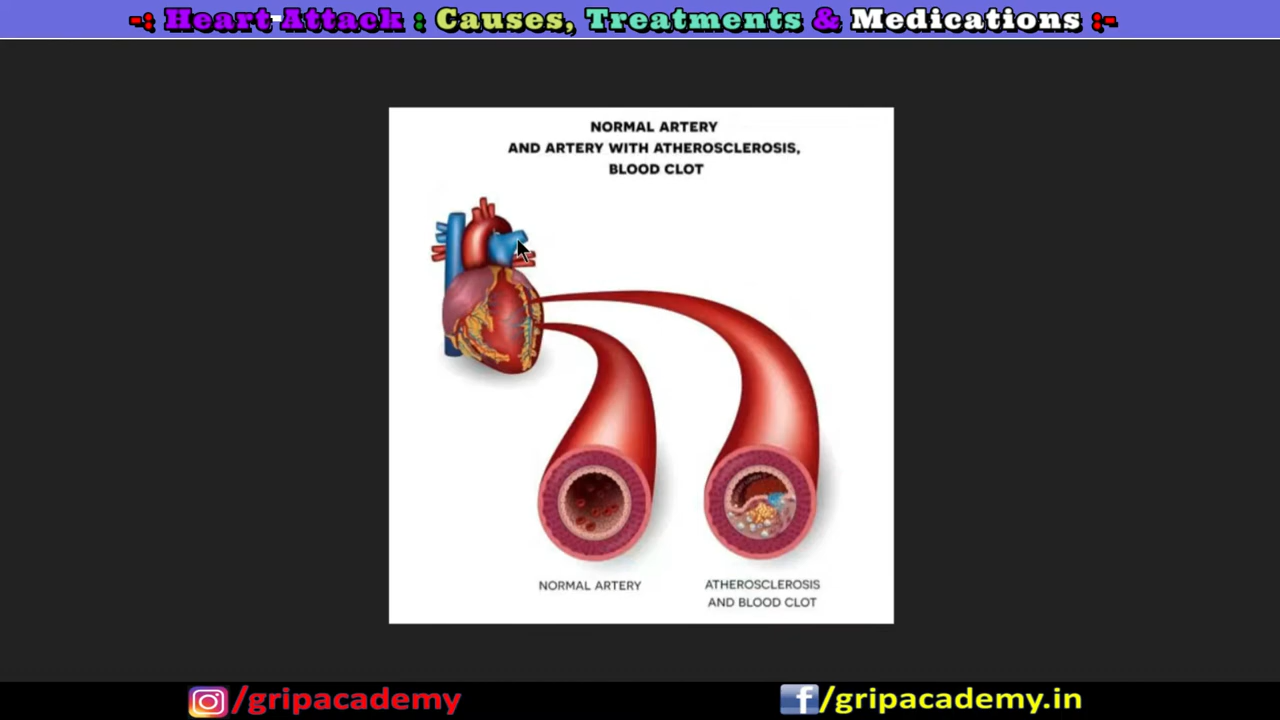 -: Heart Attack : Causes, Treatments & Medications :-
NORMAL ARTERY
AND ARTERY WITH ATHEROSCLEROSIS,
BLOOD CLOT
NORMAL ARTERY
ATHEROSCLEROSIS
AND BLOOD CLOT
/gripacademy
f/gripacademy.in